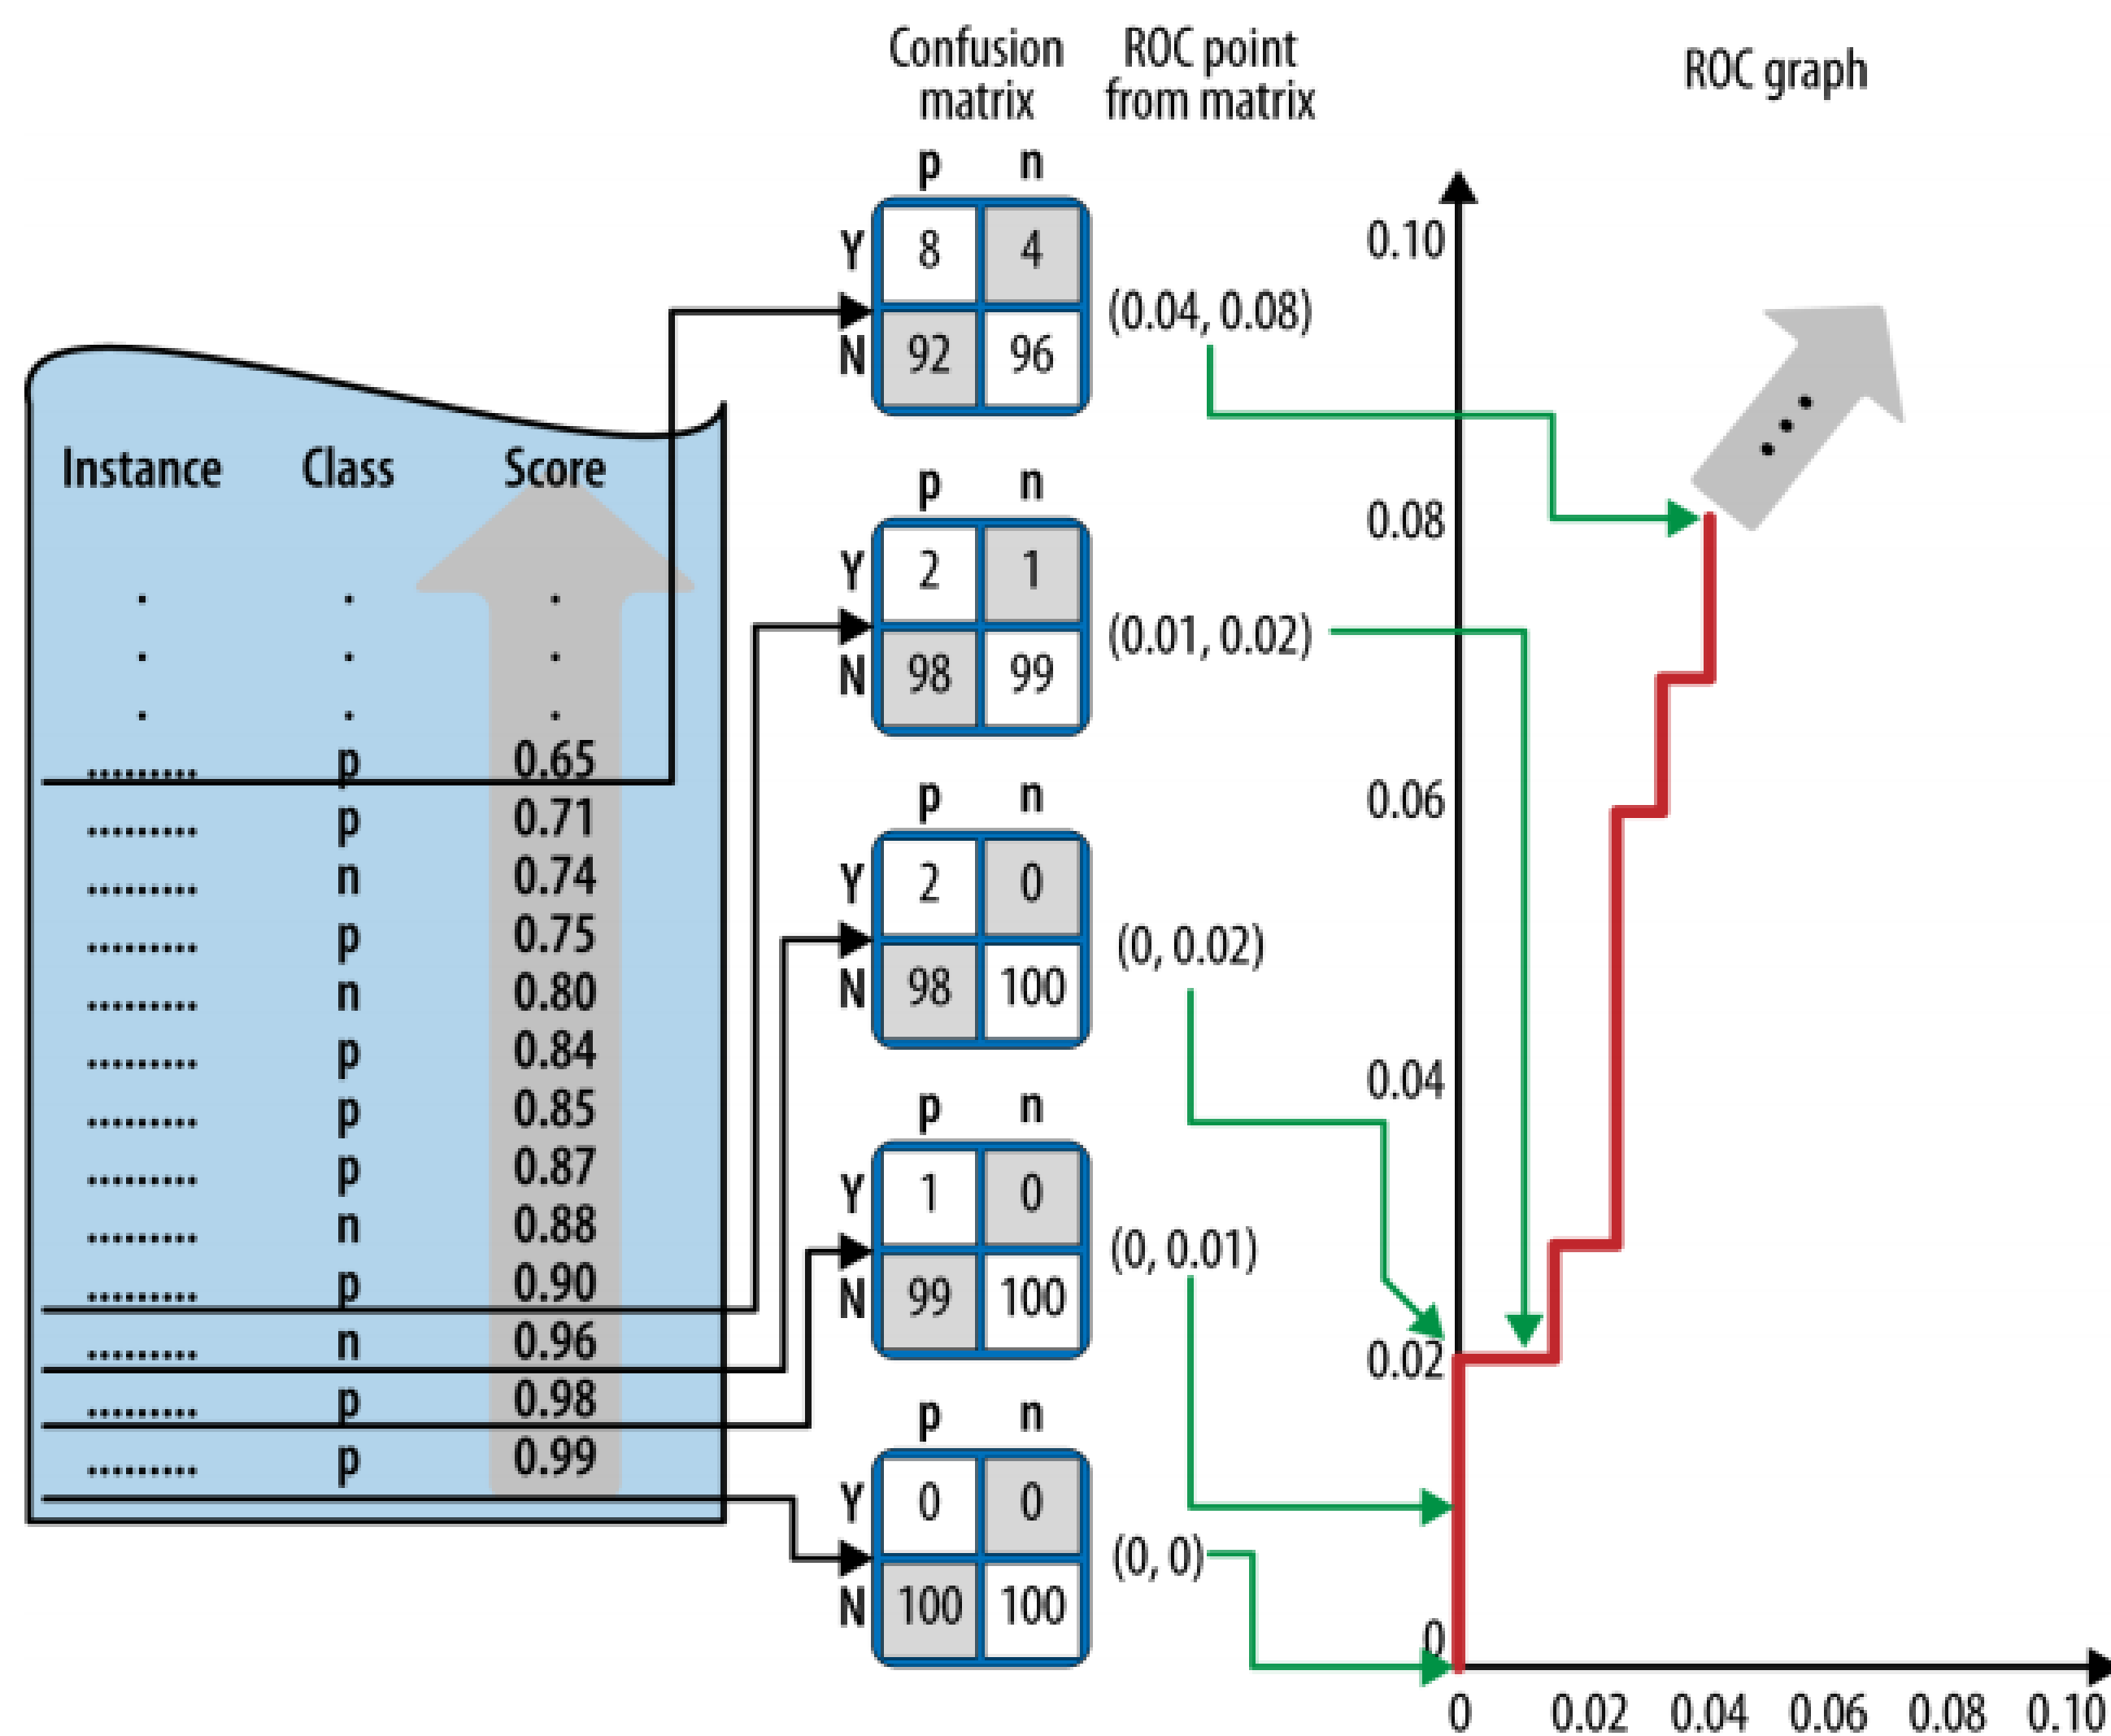 Confusion matrix
ROC point from matrix
ROC graph
Instance Class Score
. . .
. . .
. . .
......... p 0.65
......... p 0.71
......... n 0.74
......... p 0.75
......... n 0.80
......... p 0.84
......... p 0.85
......... p 0.87
......... n 0.88
......... p 0.90
......... n 0.96
......... p 0.98
......... p 0.99
p n
Y 8 4
N 92 96
(0.04, 0.08)
p n
Y 2 1
N 98 99
(0.01, 0.02)
p n
Y 2 0
N 98 100
(0, 0.02)
p n
Y 1 0
N 99 100
(0, 0.01)
p n
Y 0 0
N 100 100
(0, 0)
0.10
0.08
0.06
0.04
0.02
0
0 0.02 0.04 0.06 0.08 0.10